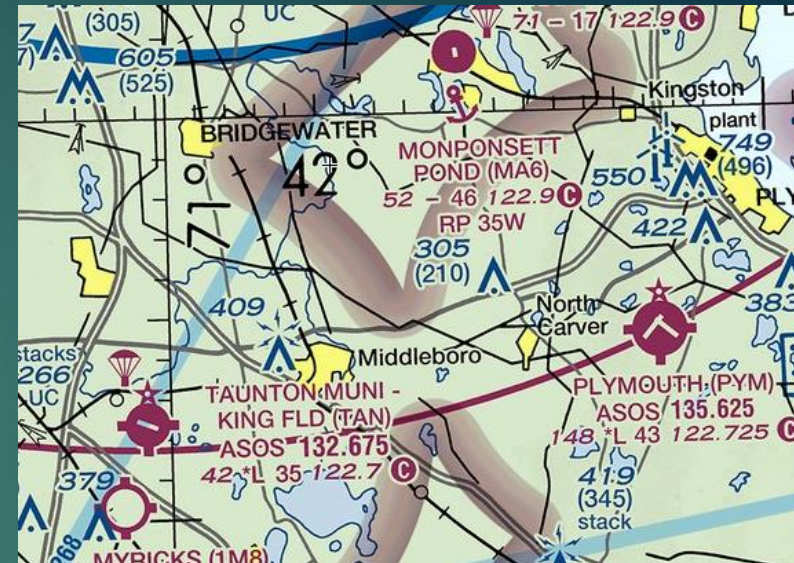 (305)
UC
71 - 17 122.9 C
605
(525)
Kingston
BRIDGEWATER
plant
749
(496)
MONPONSETT
POND (MA6)
52 - 46 122.9 C
RP 35W
42°
71°
550
422
305
(210)
409
383
North
Carver
Middleboro
stacks
266
UC
TAUNTON MUNI -
KING FLD (TAN)
ASOS 132.675
42 *L 35 122.7 C
PLYMOUTH (PYM)
ASOS 135.625
148 *L 43 122.725 C
379
419
(345)
stack
268
MYRICKS (1M8)